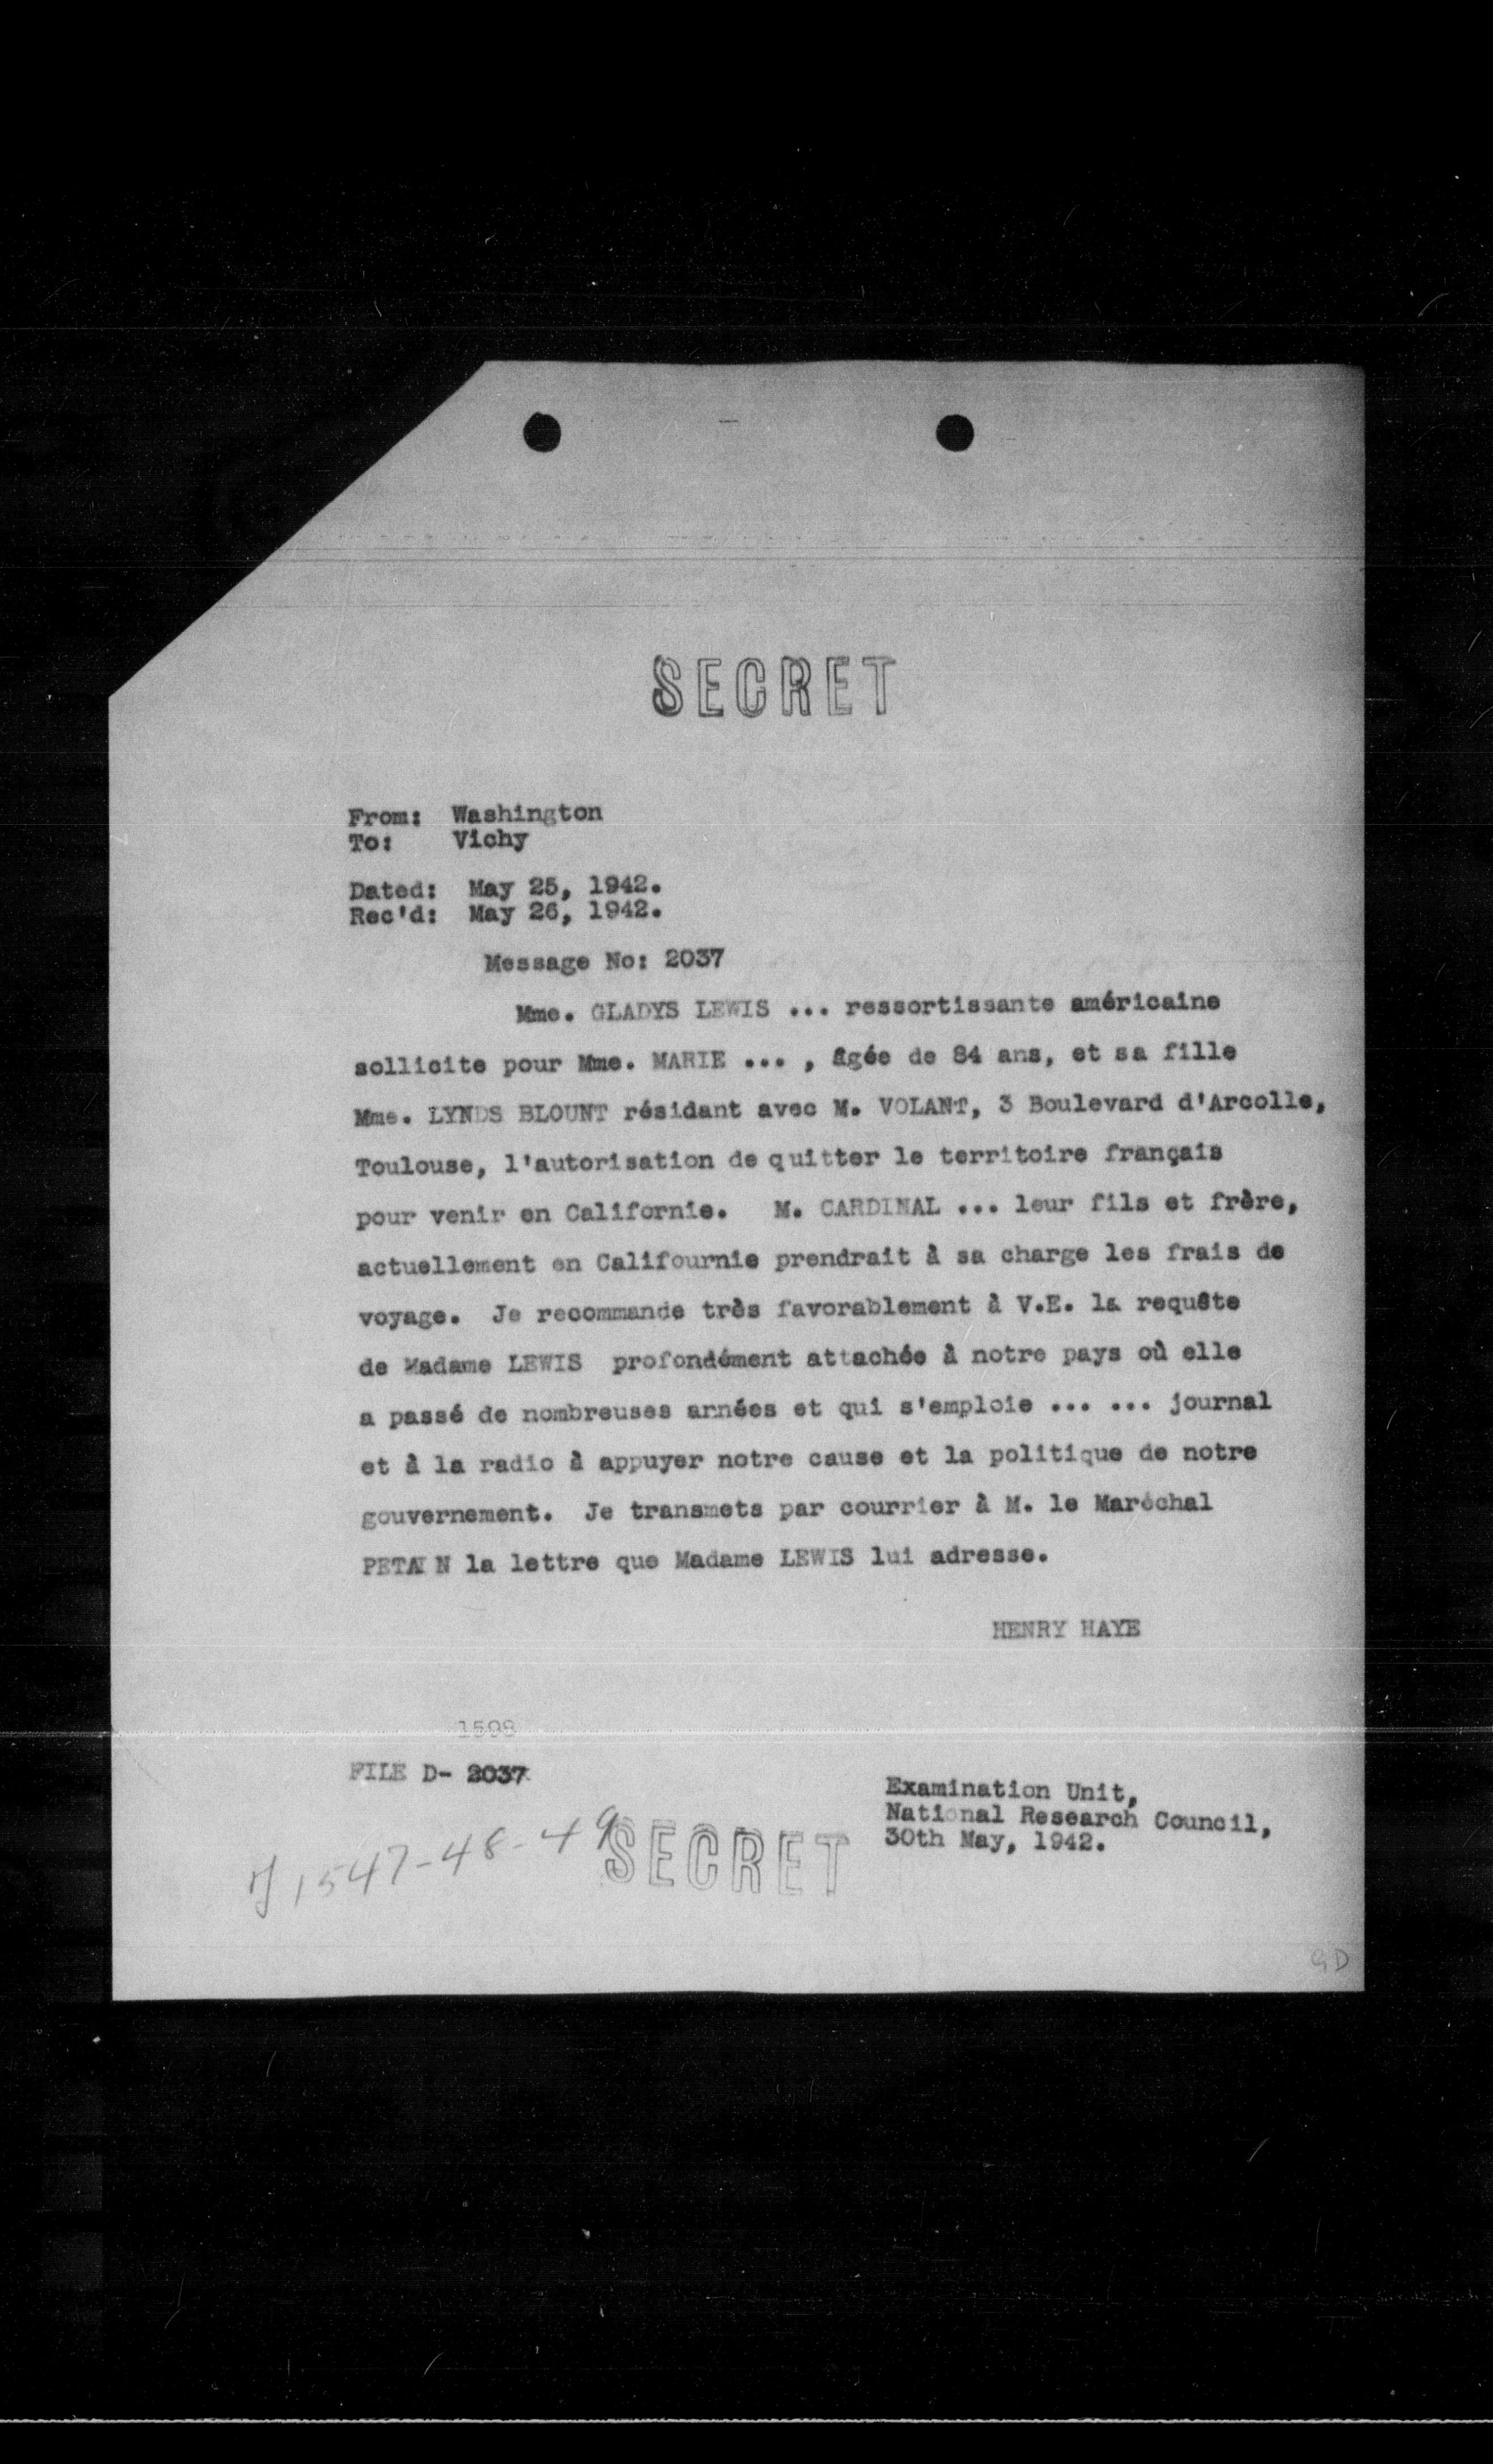 SECRET
From: Washington
To: Vichy
Dated: May 25, 1942.
Rec'd: May 26, 1942.
Message No: 2037
Mme. GLADYS LEWIS ... ressortissante américaine
sollicite pour Mme. MARIE ... , âgée de 84 ans, et sa fille
Mme. LYNDS BLOUNT résidant avec M. VOLANT, 3 Boulevard d'Arcolle,
Toulouse, l'autorisation de quitter le territoire français
pour venir en Californie. M. CARDINAL ... leur fils et frère,
actuellement en Califournie prendrait à sa charge les frais de
voyage. Je recommande très favorablement à V.E. la requête
de Madame LEWIS profondément attachée à notre pays où elle
a passé de nombreuses années et qui s'emploie ... ... journal
et à la radio à appuyer notre cause et la politique de notre
gouvernement. Je transmets par courrier à M. le Maréchal
PETAIN la lettre que Madame LEWIS lui adresse.
HENRY HAYE
1598
FILE D- 2037
Examination Unit,
National Research Council,
30th May, 1942.
1547-48-49
SECRET
GD